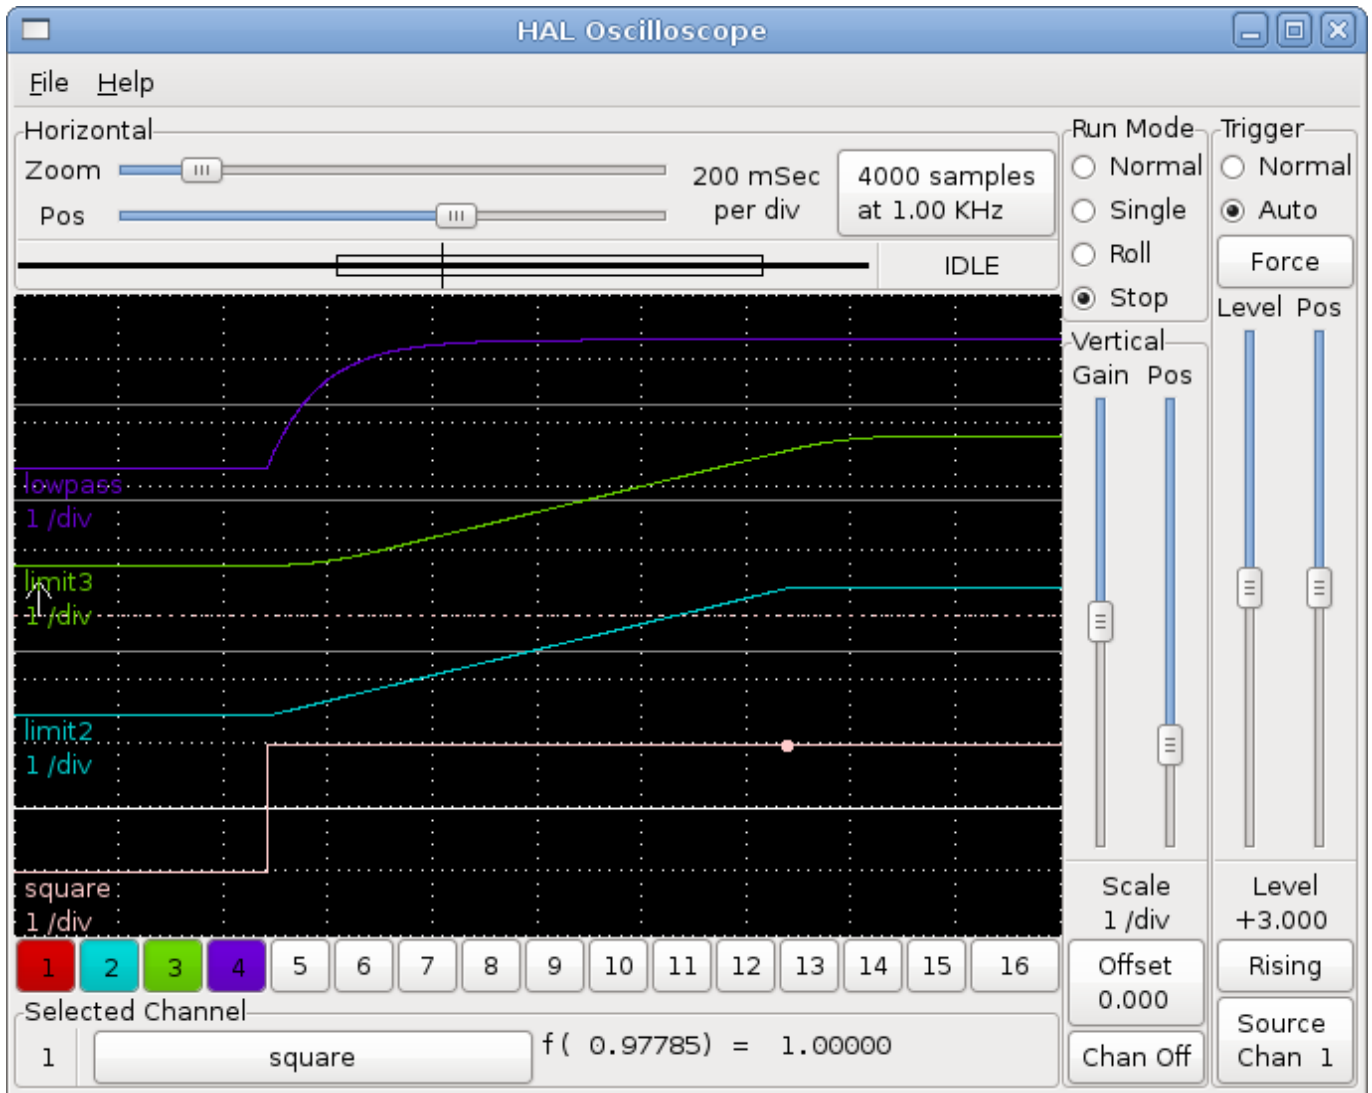 HAL Oscilloscope
File Help
Horizontal
Zoom
Pos
200 mSec
per div
4000 samples
at 1.00 KHz
IDLE
Run Mode
Normal
Single
Roll
Stop
Trigger
Normal
Auto
Force
Level Pos
Vertical
Gain Pos
lowpass
1 /div
limit3
1 /div
limit2
1 /div
square
1 /div
Scale
1 /div
Offset
0.000
Chan Off
Level
+3.000
Rising
Source
Chan 1
1 2 3 4 5 6 7 8 9 10 11 12 13 14 15 16
Selected Channel
1 square f( 0.97785) = 1.00000